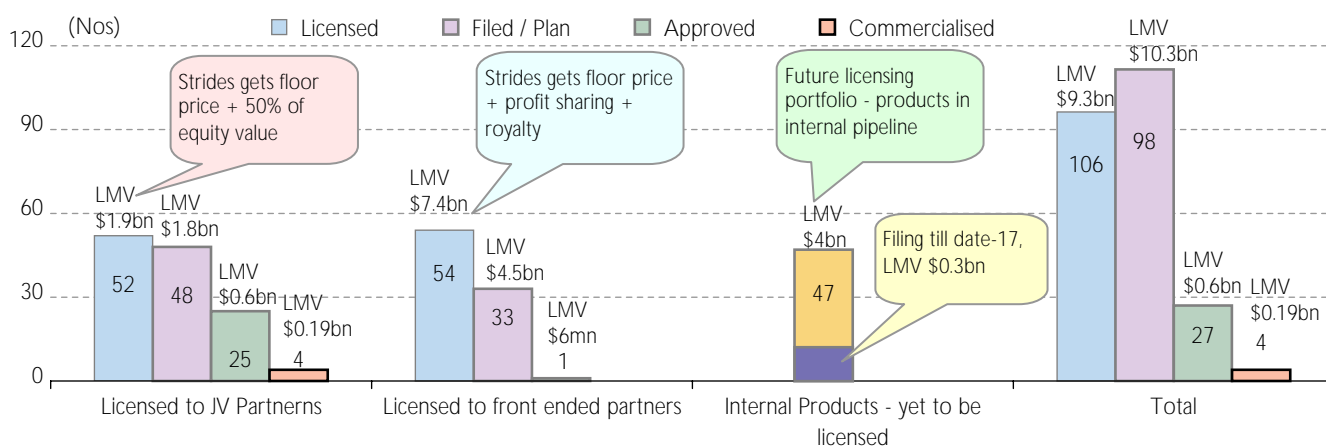 (Nos)
Licensed
Filed / Plan
Approved
Commercialised
120
90
60
30
0
Strides gets floor
price + 50% of
equity value
Strides gets floor price
+ profit sharing +
royalty
Future licensing
portfolio - products in
internal pipeline
Filing till date-17,
LMV $0.3bn
LMV
$1.9bn
52
LMV
$1.8bn
48
LMV
$0.6bn
25
LMV
$0.19bn
4
LMV
$7.4bn
54
LMV
$4.5bn
33
LMV
$6mn
1
LMV
$4bn
47
LMV
$9.3bn
106
LMV
$10.3bn
98
LMV
$0.6bn
27
LMV
$0.19bn
4
Licensed to JV Partnerns
Licensed to front ended partners
Internal Products - yet to be
licensed
Total